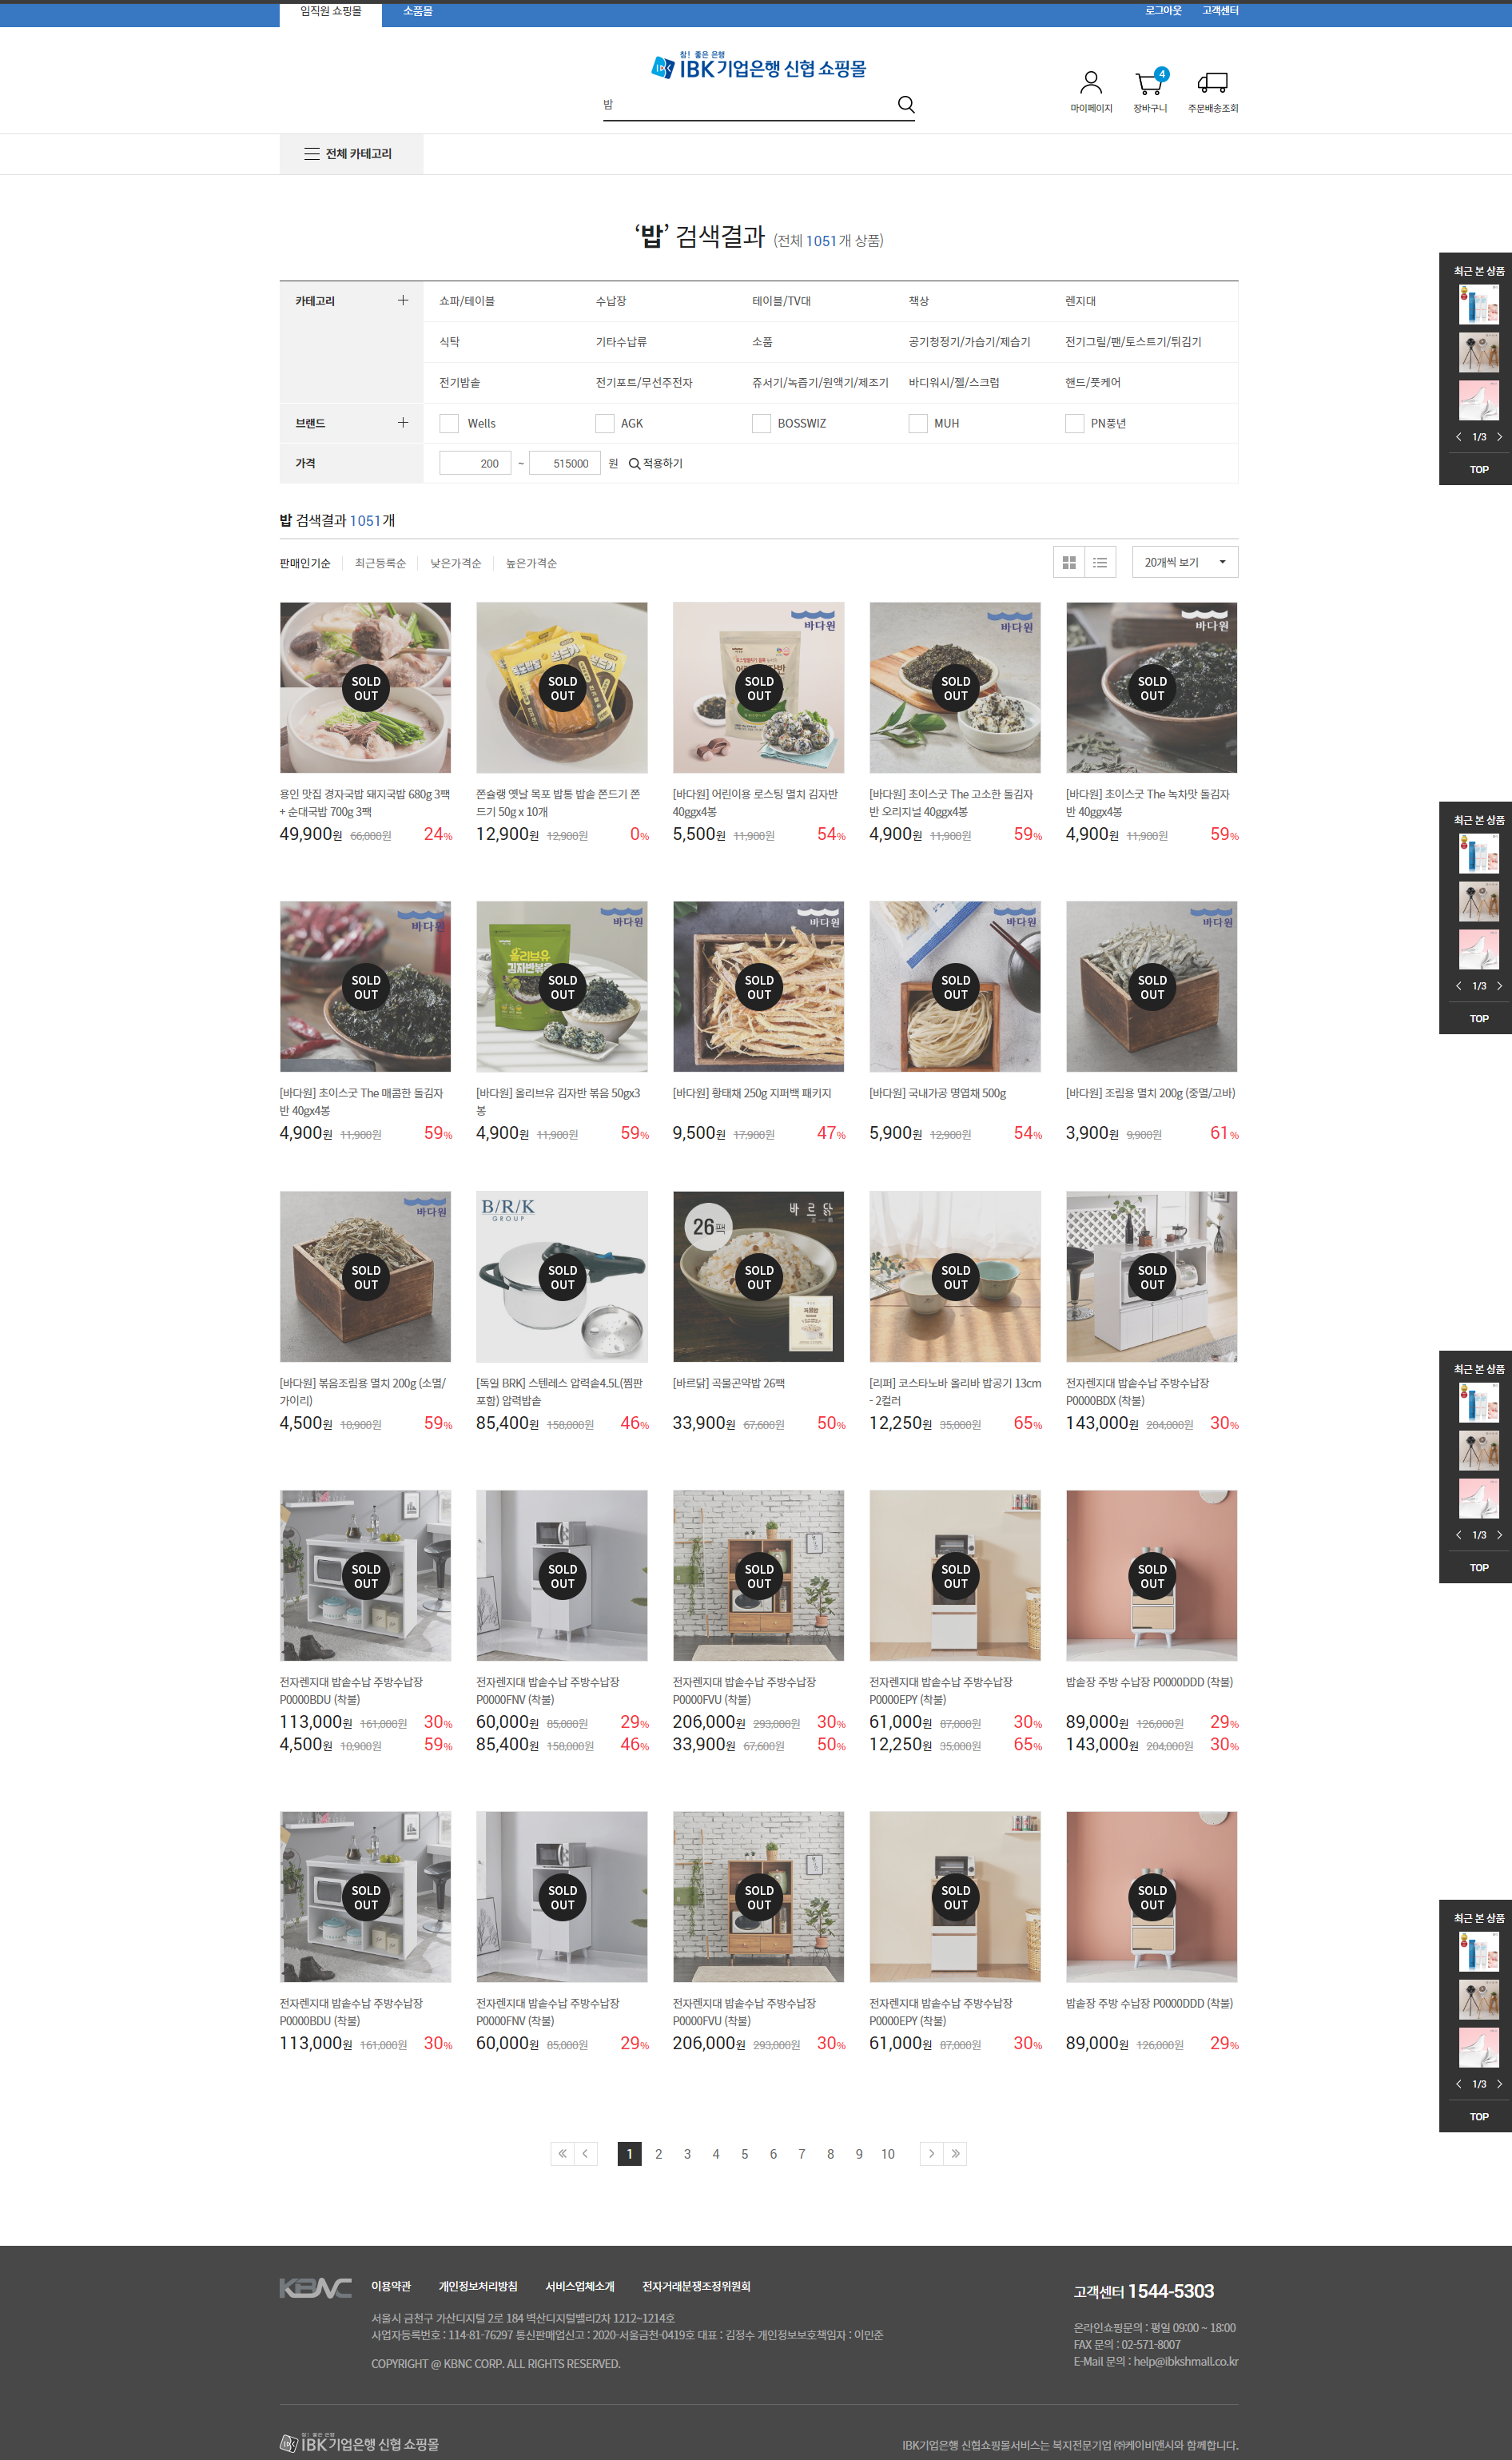 임직원 쇼핑몰
소품몰
로그아웃
고객센터
참! 좋은 은행
IBK기업은행 신협 쇼핑몰
밥
마이페이지
4
장바구니
주문배송조회
전체 카테고리
‘밥’ 검색결과 (전체 1051개 상품)
카테고리
쇼파/테이블 수납장 테이블/TV대 책상 렌지대
식탁 기타수납류 소품 공기청정기/가습기/제습기 전기그릴/팬/토스트기/튀김기
전기밥솥 전기포트/무선주전자 쥬서기/녹즙기/원액기/제조기 바디워시/젤/스크럽 핸드/풋케어
브랜드
Wells AGK BOSSWIZ MUH PN풍년
가격
200 ~ 515000 원 적용하기
밥 검색결과 1051개
판매인기순 최근등록순 낮은가격순 높은가격순
20개씩 보기
SOLD OUT
용인 맛집 경자국밥 돼지국밥 680g 3팩
+ 순대국밥 700g 3팩
49,900원 66,000원 24%
SOLD OUT
쫀슐랭 옛날 목포 밥통 밥솥 쫀드기 쫀
드기 50g x 10개
12,900원 12,900원 0%
바다원
SOLD OUT
[바다원] 어린이용 로스팅 멸치 김자반
40ggx4봉
5,500원 11,900원 54%
바다원
SOLD OUT
[바다원] 초이스굿 The 고소한 돌김자
반 오리지널 40ggx4봉
4,900원 11,900원 59%
바다원
SOLD OUT
[바다원] 초이스굿 The 녹차맛 돌김자
반 40ggx4봉
4,900원 11,900원 59%
바다원
SOLD OUT
[바다원] 초이스굿 The 매콤한 돌김자
반 40gx4봉
4,900원 11,900원 59%
바다원
올리브유
SOLD OUT
[바다원] 올리브유 김자반 볶음 50gx3
봉
4,900원 11,900원 59%
바다원
SOLD OUT
[바다원] 황태채 250g 지퍼백 패키지
9,500원 17,900원 47%
바다원
SOLD OUT
[바다원] 국내가공 명엽채 500g
5,900원 12,900원 54%
바다원
SOLD OUT
[바다원] 조림용 멸치 200g (중멸/고바)
3,900원 9,900원 61%
바다원
SOLD OUT
[바다원] 볶음조림용 멸치 200g (소멸/
가이리)
4,500원 10,900원 59%
B/R/K
GROUP
SOLD OUT
[독일 BRK] 스텐레스 압력솥4.5L(찜판
포함) 압력밥솥
85,400원 158,000원 46%
26팩
바르닭
SOLD OUT
[바르닭] 곡물곤약밥 26팩
33,900원 67,600원 50%
SOLD OUT
[리퍼] 코스타노바 올리바 밥공기 13cm
- 2컬러
12,250원 35,000원 65%
SOLD OUT
전자렌지대 밥솥수납 주방수납장
P0000BDX (착불)
143,000원 204,000원 30%
SOLD OUT
전자렌지대 밥솥수납 주방수납장
P0000BDU (착불)
113,000원 161,000원 30%
4,500원 10,900원 59%
SOLD OUT
전자렌지대 밥솥수납 주방수납장
P0000FNV (착불)
60,000원 85,000원 29%
85,400원 158,000원 46%
SOLD OUT
전자렌지대 밥솥수납 주방수납장
P0000FVU (착불)
206,000원 293,000원 30%
33,900원 67,600원 50%
SOLD OUT
전자렌지대 밥솥수납 주방수납장
P0000EPY (착불)
61,000원 87,000원 30%
12,250원 35,000원 65%
SOLD OUT
밥솥장 주방 수납장 P0000DDD (착불)
89,000원 126,000원 29%
143,000원 204,000원 30%
SOLD OUT
전자렌지대 밥솥수납 주방수납장
P0000BDU (착불)
113,000원 161,000원 30%
SOLD OUT
전자렌지대 밥솥수납 주방수납장
P0000FNV (착불)
60,000원 85,000원 29%
SOLD OUT
전자렌지대 밥솥수납 주방수납장
P0000FVU (착불)
206,000원 293,000원 30%
SOLD OUT
전자렌지대 밥솥수납 주방수납장
P0000EPY (착불)
61,000원 87,000원 30%
SOLD OUT
밥솥장 주방 수납장 P0000DDD (착불)
89,000원 126,000원 29%
1 2 3 4 5 6 7 8 9 10
최근 본 상품
1/3
TOP
최근 본 상품
1/3
TOP
최근 본 상품
1/3
TOP
최근 본 상품
1/3
TOP
KBNC
이용약관 개인정보처리방침 서비스업체소개 전자거래분쟁조정위원회
서울시 금천구 가산디지털 2로 184 벽산디지털밸리2차 1212~1214호
사업자등록번호 : 114-81-76297 통신판매업신고 : 2020-서울금천-0419호 대표 : 김정수 개인정보보호책임자 : 이민준
COPYRIGHT @ KBNC CORP. ALL RIGHTS RESERVED.
고객센터 1544-5303
온라인쇼핑문의 : 평일 09:00 ~ 18:00
FAX 문의 : 02-571-8007
E-Mail 문의 : help@ibkshmall.co.kr
참! 좋은 은행
IBK기업은행 신협 쇼핑몰
IBK기업은행 신협쇼핑몰서비스는 복지전문기업 ㈜케이비앤시와 함께합니다.